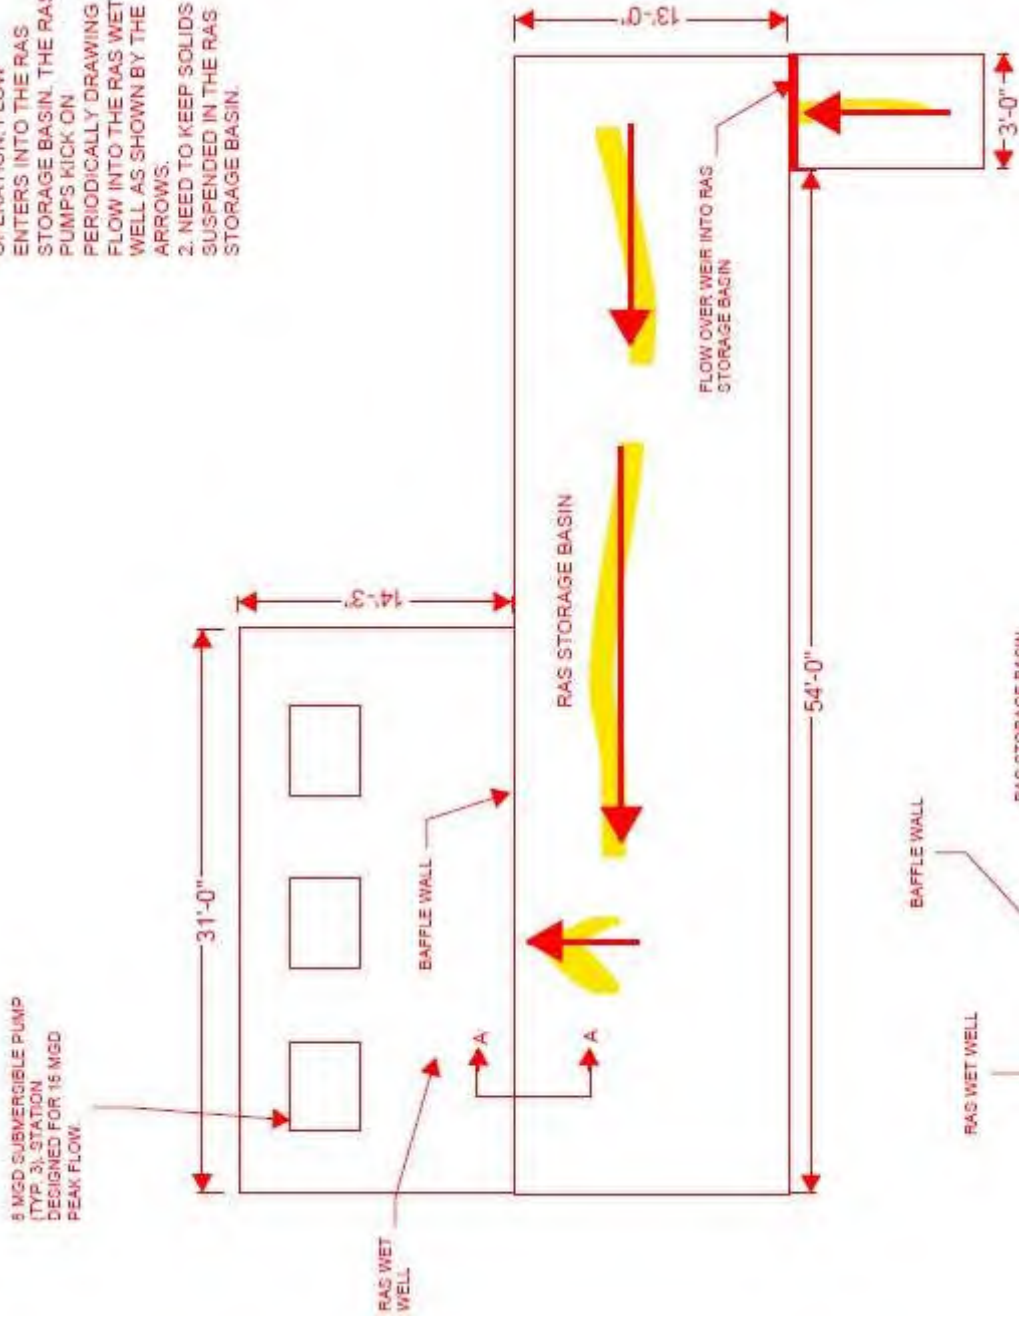 ENTERS INTO THE RAS
STORAGE BASIN. THE RAS
PUMPS KICK ON
PERIODICALLY DRAWING
FLOW INTO THE RAS WET
WELL AS SHOWN BY THE
ARROWS.
2. NEED TO KEEP SOLIDS
SUSPENDED IN THE RAS
STORAGE BASIN.
8 MGD SUBMERSIBLE PUMP
(TYP. 3). STATION
DESIGNED FOR 16 MGD
PEAK FLOW.
31'-0"
14'-3"
13'-0"
BAFFLE WALL
RAS WET
WELL
A
A
RAS STORAGE BASIN
FLOW OVER WEIR INTO RAS
STORAGE BASIN
3'-0"
54'-0"
BAFFLE WALL
RAS WET WELL
RAS STORAGE BASIN